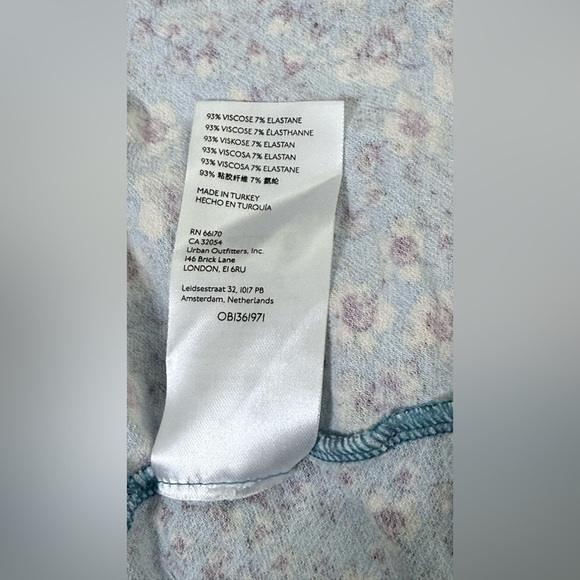 93% VISCOSE 7% ELASTANE
93% VISCOSE 7% ÉLASTHANNE
93% VISKOSE 7% ELASTAN
93% VISCOSA 7% ELASTAN
93% VISCOSA 7% ELASTANE
93% 粘胶纤维 7% 氨纶
MADE IN TURKEY
HECHO EN TURQUÍA
RN 66170
CA 32054
Urban Outfitters, Inc.
146 Brick Lane
LONDON, E1 6RU
Leidsestraat 32, 1017 PB
Amsterdam, Netherlands
OB1361971